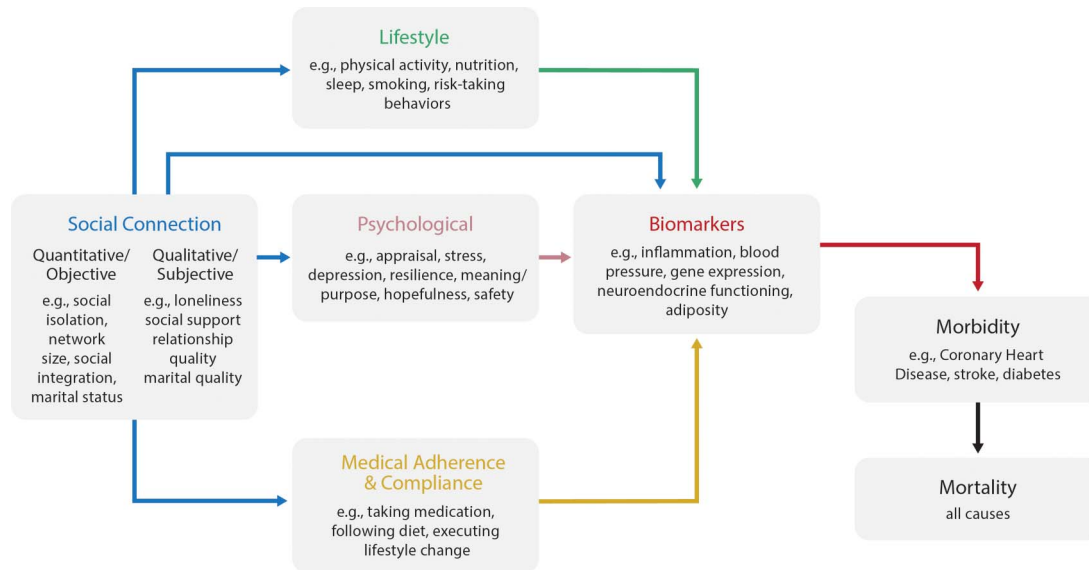 Lifestyle
e.g., physical activity, nutrition,
sleep, smoking, risk-taking
behaviors
Social Connection
Quantitative/
Objective
e.g., social
isolation,
network
size, social
integration,
marital status
Qualitative/
Subjective
e.g., loneliness
social support
relationship
quality
marital quality
Psychological
e.g., appraisal, stress,
depression, resilience, meaning/
purpose, hopefulness, safety
Medical Adherence
& Compliance
e.g., taking medication,
following diet, executing
lifestyle change
Biomarkers
e.g., inflammation, blood
pressure, gene expression,
neuroendocrine functioning,
adiposity
Morbidity
e.g., Coronary Heart
Disease, stroke, diabetes
Mortality
all causes